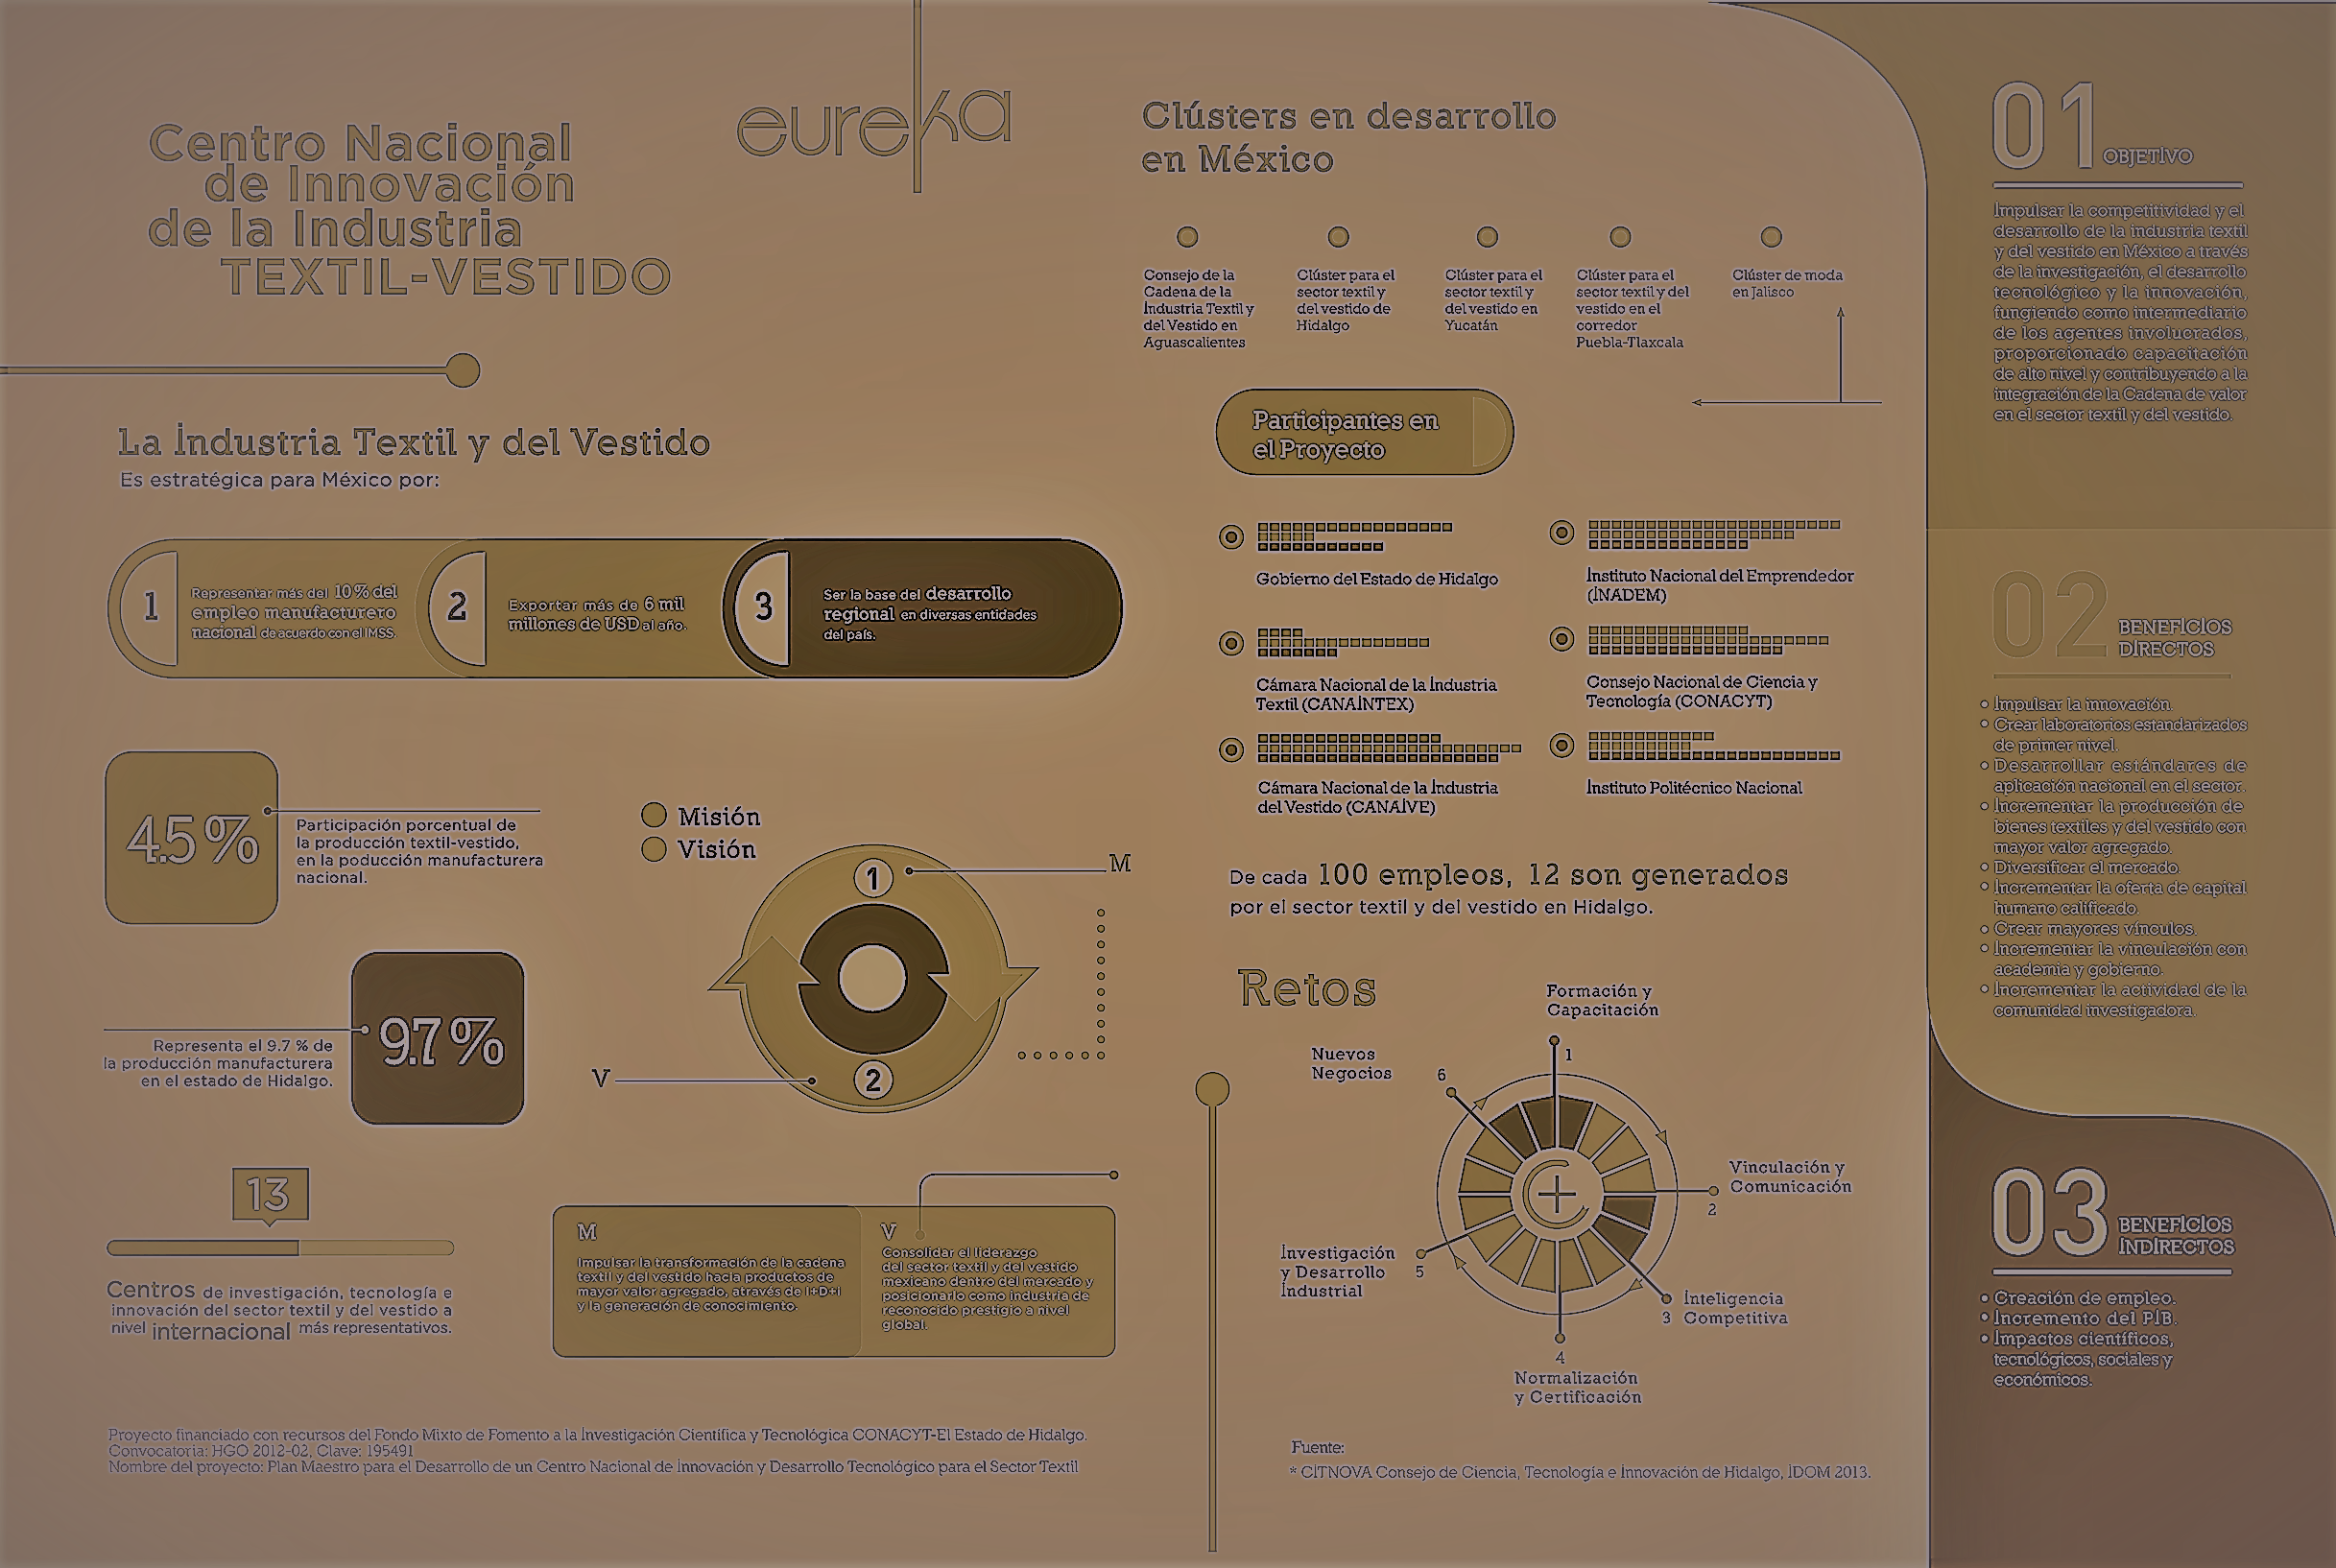 Centro Nacional
de Innovación
de la Industria
TEXTIL-VESTIDO
eureka
La Industria Textil y del Vestido
Es estratégica para México por:
1
Representar más del 10% del
empleo manufacturero
nacional de acuerdo con el IMSS.
2
Exportar más de 6 mil
millones de USD al año.
3
Ser la base del desarrollo
regional en diversas entidades
del país.
4.5%
Participación porcentual de
la producción textil-vestido,
en la poducción manufacturera
nacional.
9.7%
Representa el 9.7 % de
la producción manufacturera
en el estado de Hidalgo.
13
Centros de investigación, tecnología e
innovación del sector textil y del vestido a
nivel internacional más representativos.
Misión
Visión
1
M
V
2
M
Impulsar la transformación de la cadena
textil y del vestido hacia productos de
mayor valor agregado, através de I+D+i
y la generación de conocimiento.
V
Consolidar el liderazgo
del sector textil y del vestido
mexicano dentro del mercado y
posicionarlo como industria de
reconocido prestigio a nivel
global.
Proyecto financiado con recursos del Fondo Mixto de Fomento a la Investigación Científica y Tecnológica CONACYT-El Estado de Hidalgo.
Convocatoria: HGO 2012-02, Clave: 195491
Nombre del proyecto: Plan Maestro para el Desarrollo de un Centro Nacional de Innovación y Desarrollo Tecnológico para el Sector Textil
Clústers en desarrollo
en México
Consejo de la
Cadena de la
Industria Textil y
del Vestido en
Aguascalientes
Clúster para el
sector textil y
del vestido de
Hidalgo
Clúster para el
sector textil y
del vestido en
Yucatán
Clúster para el
sector textil y del
vestido en el
corredor
Puebla-Tlaxcala
Clúster de moda
en Jalisco
Participantes en
el Proyecto
Gobierno del Estado de Hidalgo
Instituto Nacional del Emprendedor
(INADEM)
Cámara Nacional de la Industria
Textil (CANAINTEX)
Consejo Nacional de Ciencia y
Tecnología (CONACYT)
Cámara Nacional de la Industria
del Vestido (CANAIVE)
Instituto Politécnico Nacional
De cada 100 empleos, 12 son generados
por el sector textil y del vestido en Hidalgo.
Retos
Formación y
Capacitación
1
Vinculación y
Comunicación
2
Inteligencia
3 Competitiva
4
Normalización
y Certificación
Investigación
y Desarrollo
Industrial
5
Nuevos
Negocios
6
Fuente:
* CITNOVA Consejo de Ciencia, Tecnología e Innovación de Hidalgo, IDOM 2013.
01 OBJETIVO
Impulsar la competitividad y el
desarrollo de la industria textil
y del vestido en México a través
de la investigación, el desarrollo
tecnológico y la innovación,
fungiendo como intermediario
de los agentes involucrados,
proporcionado capacitación
de alto nivel y contribuyendo a la
integración de la Cadena de valor
en el sector textil y del vestido.
02 BENEFICIOS
DIRECTOS
• Impulsar la innovación.
• Crear laboratorios estandarizados
de primer nivel.
• Desarrollar estándares de
aplicación nacional en el sector.
• Incrementar la producción de
bienes textiles y del vestido con
mayor valor agregado.
• Diversificar el mercado.
• Incrementar la oferta de capital
humano calificado.
• Crear mayores vínculos.
• Incrementar la vinculación con
academia y gobierno.
• Incrementar la actividad de la
comunidad investigadora.
03 BENEFICIOS
INDIRECTOS
• Creación de empleo.
• Incremento del PIB.
• Impactos científicos,
tecnológicos, sociales y
económicos.